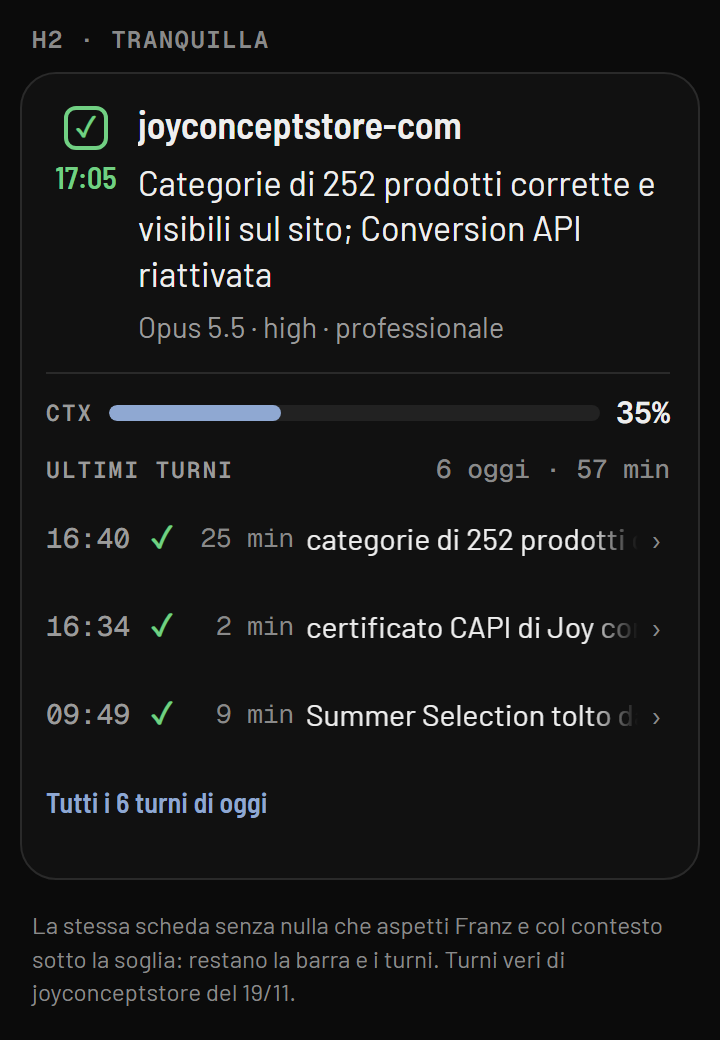 H2 · TRANQUILLA
✓ joyconceptstore-com
17:05 Categorie di 252 prodotti corrette e
visibili sul sito; Conversion API
riattivata
Opus 5.5 · high · professionale
CTX 35%
ULTIMI TURNI 6 oggi · 57 min
16:40 ✓ 25 min categorie di 252 prodotti ›
16:34 ✓ 2 min certificato CAPI di Joy co ›
09:49 ✓ 9 min Summer Selection tolto d ›
Tutti i 6 turni di oggi
La stessa scheda senza nulla che aspetti Franz e col contesto
sotto la soglia: restano la barra e i turni. Turni veri di
joyconceptstore del 19/11.